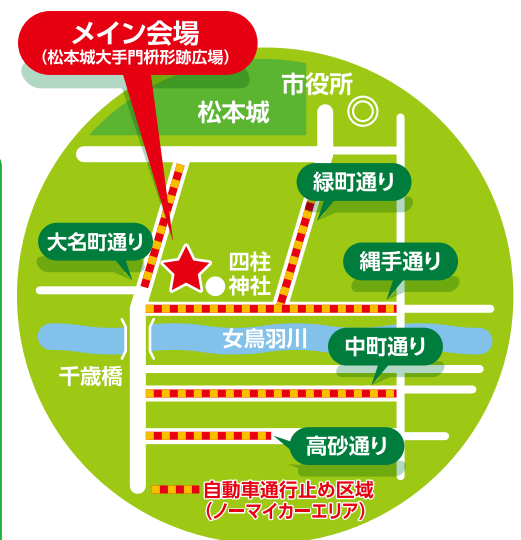 メイン会場
(松本城大手門枡形跡広場)
市役所
松本城
緑町通り
大名町通り
四柱
神社
縄手通り
女鳥羽川
中町通り
千歳橋
高砂通り
自動車通行止め区域
(ノーマイカーエリア)